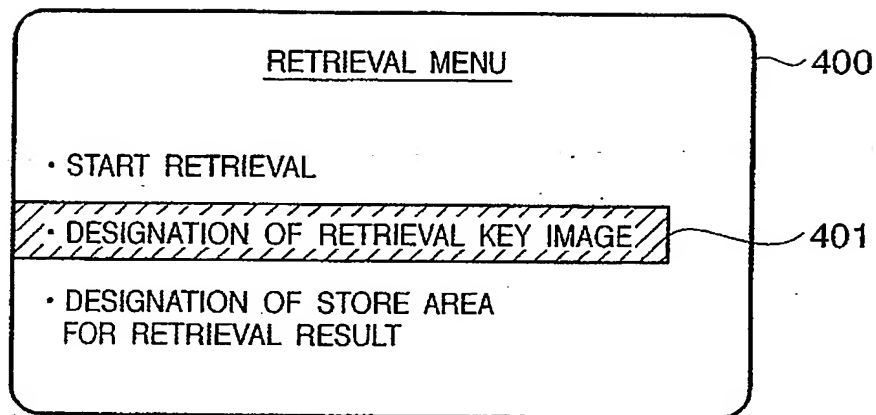 RETRIEVAL MENU
400
· START RETRIEVAL
· DESIGNATION OF RETRIEVAL KEY IMAGE
401
· DESIGNATION OF STORE AREA
FOR RETRIEVAL RESULT